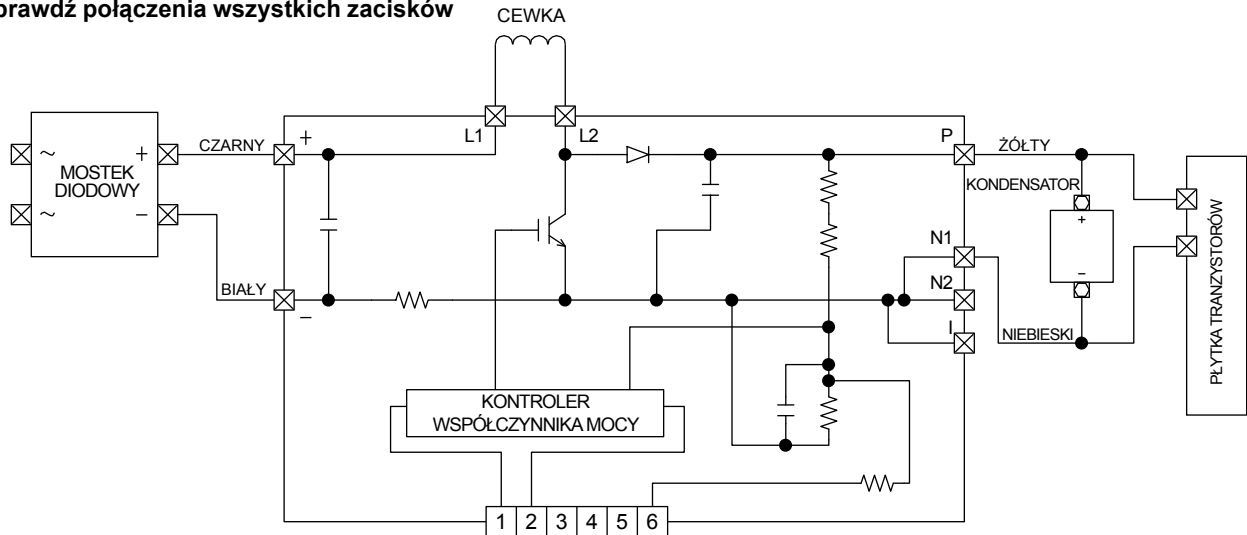 prawdź połączenia wszystkich zacisków
CEWKA
L1
L2
P
ŻÓŁTY
CZARNY
+
~
+
MOSTEK
DIODOWY
~
−
KONDENSATOR
+
−
N1
N2
I
BIAŁY
−
NIEBIESKI
PŁYTKA TRANZYSTORÓW
KONTROLER
WSPÓŁCZYNNIKA MOCY
1 2 3 4 5 6